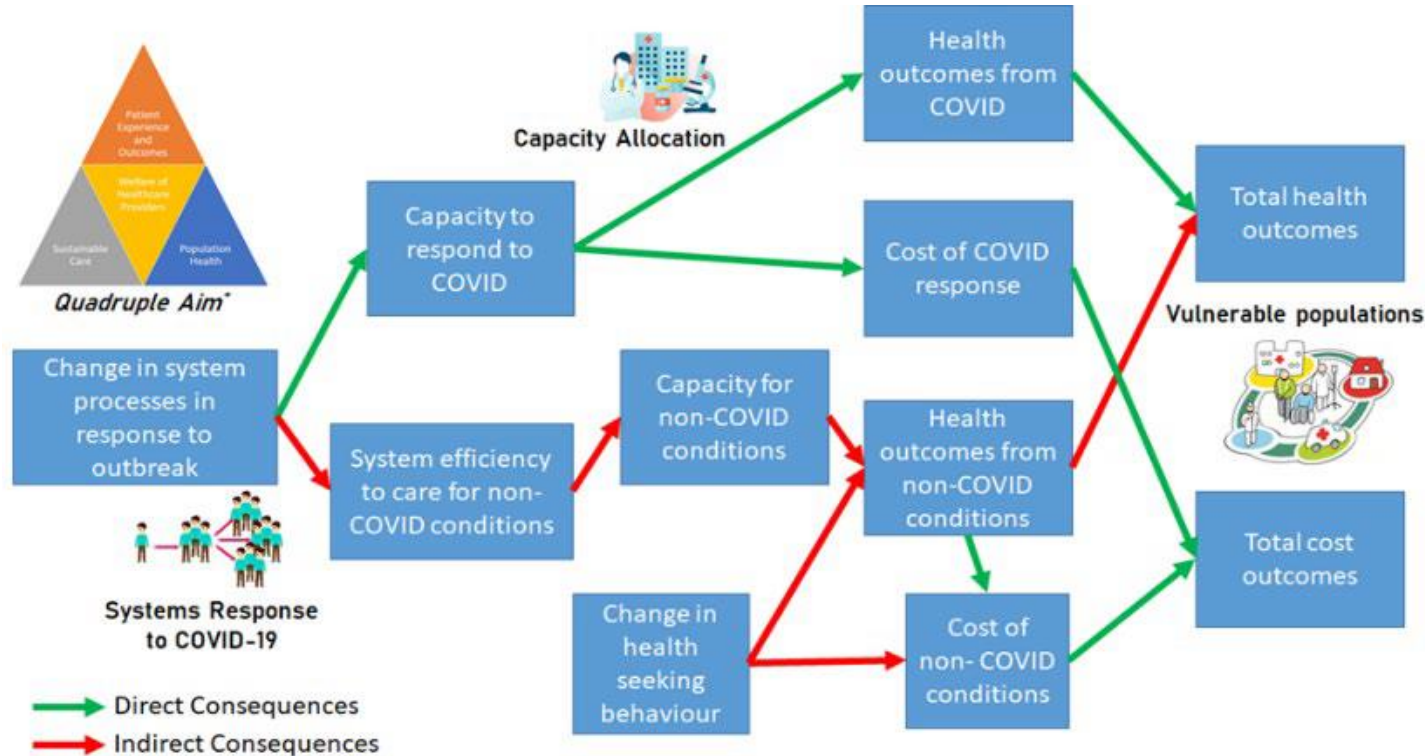 Patient
Experience
and
Outcomes
Welfare of
Healthcare
Providers
Sustainable
Care
Population
Health
Quadruple Aim*
Capacity Allocation
Change in system
processes in
response to
outbreak
Systems Response
to COVID-19
Capacity to
respond to
COVID
System efficiency
to care for non-
COVID conditions
Capacity for
non-COVID
conditions
Change in
health
seeking
behaviour
Health
outcomes from
COVID
Cost of COVID
response
Health
outcomes from
non-COVID
conditions
Cost of
non- COVID
conditions
Total health
outcomes
Vulnerable populations
Total cost
outcomes
Direct Consequences
Indirect Consequences